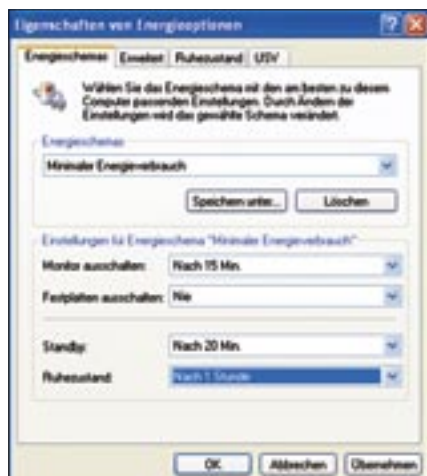 Eigenschaften von Energieoptionen
Energieschemas Erweitert Ruhezustand USV
Wählen Sie das Energieschema mit den am besten zu diesem
Computer passenden Einstellungen. Durch Ändern der
Einstellungen wird das gewählte Schema verändert.
Energieschemas
Minimaler Energieverbrauch
Speichern unter... Löschen
Einstellungen für Energieschema "Minimaler Energieverbrauch"
Monitor ausschalten: Nach 15 Min.
Festplatten ausschalten: Nie
Standby: Nach 20 Min.
Ruhezustand: Nach 1 Stunde
OK Abbrechen Übernehmen